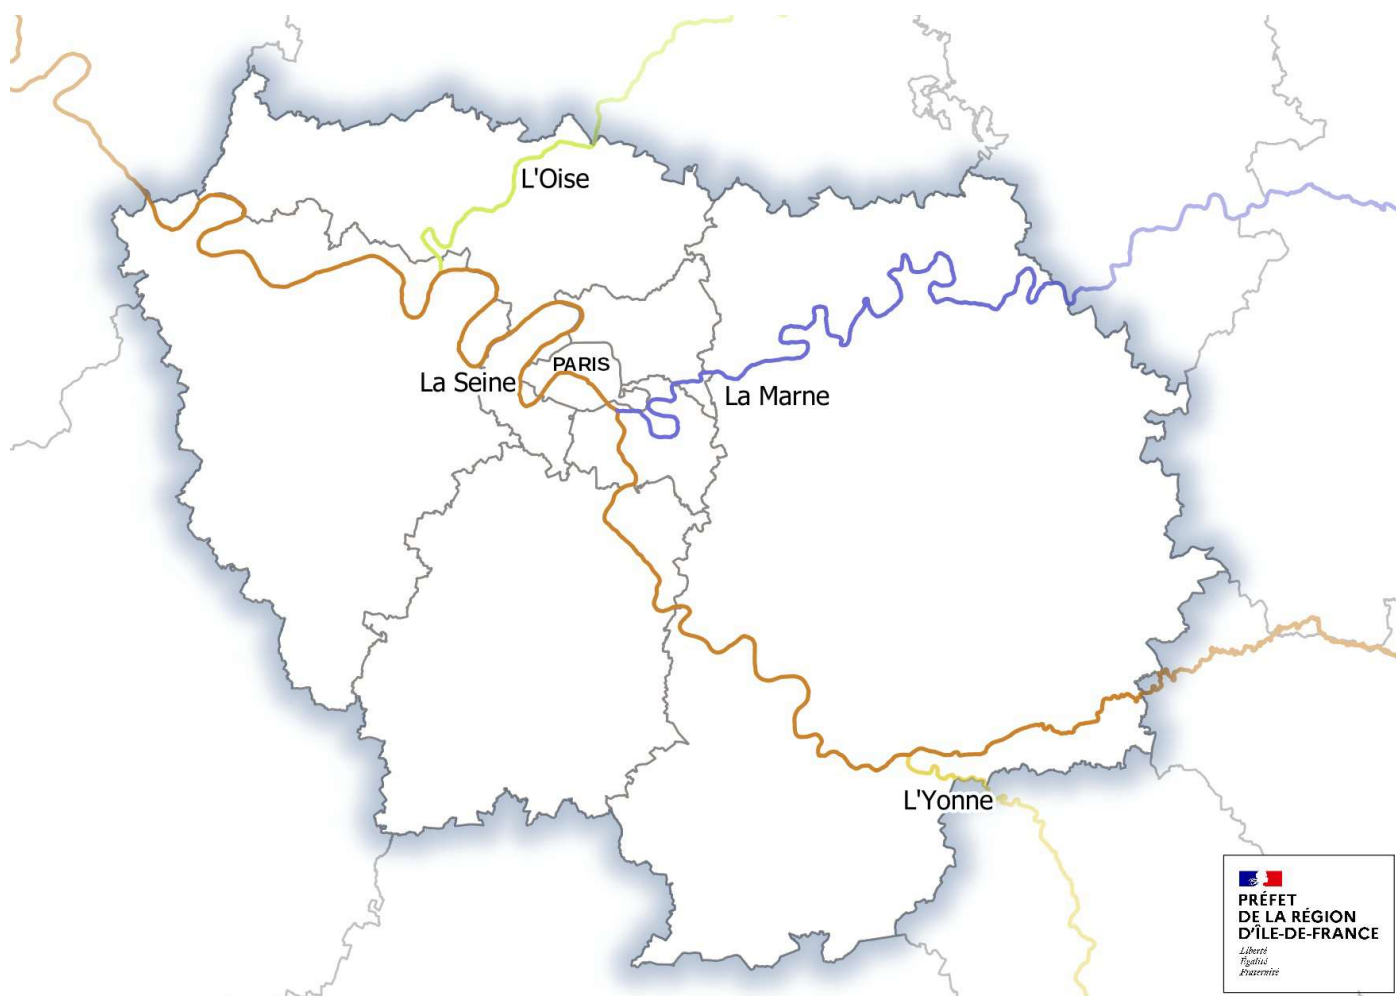 L'Oise
PARIS
La Seine
La Marne
L'Yonne
PRÉFET
DE LA RÉGION
D'ÎLE-DE-FRANCE
Liberté
Égalité
Fraternité